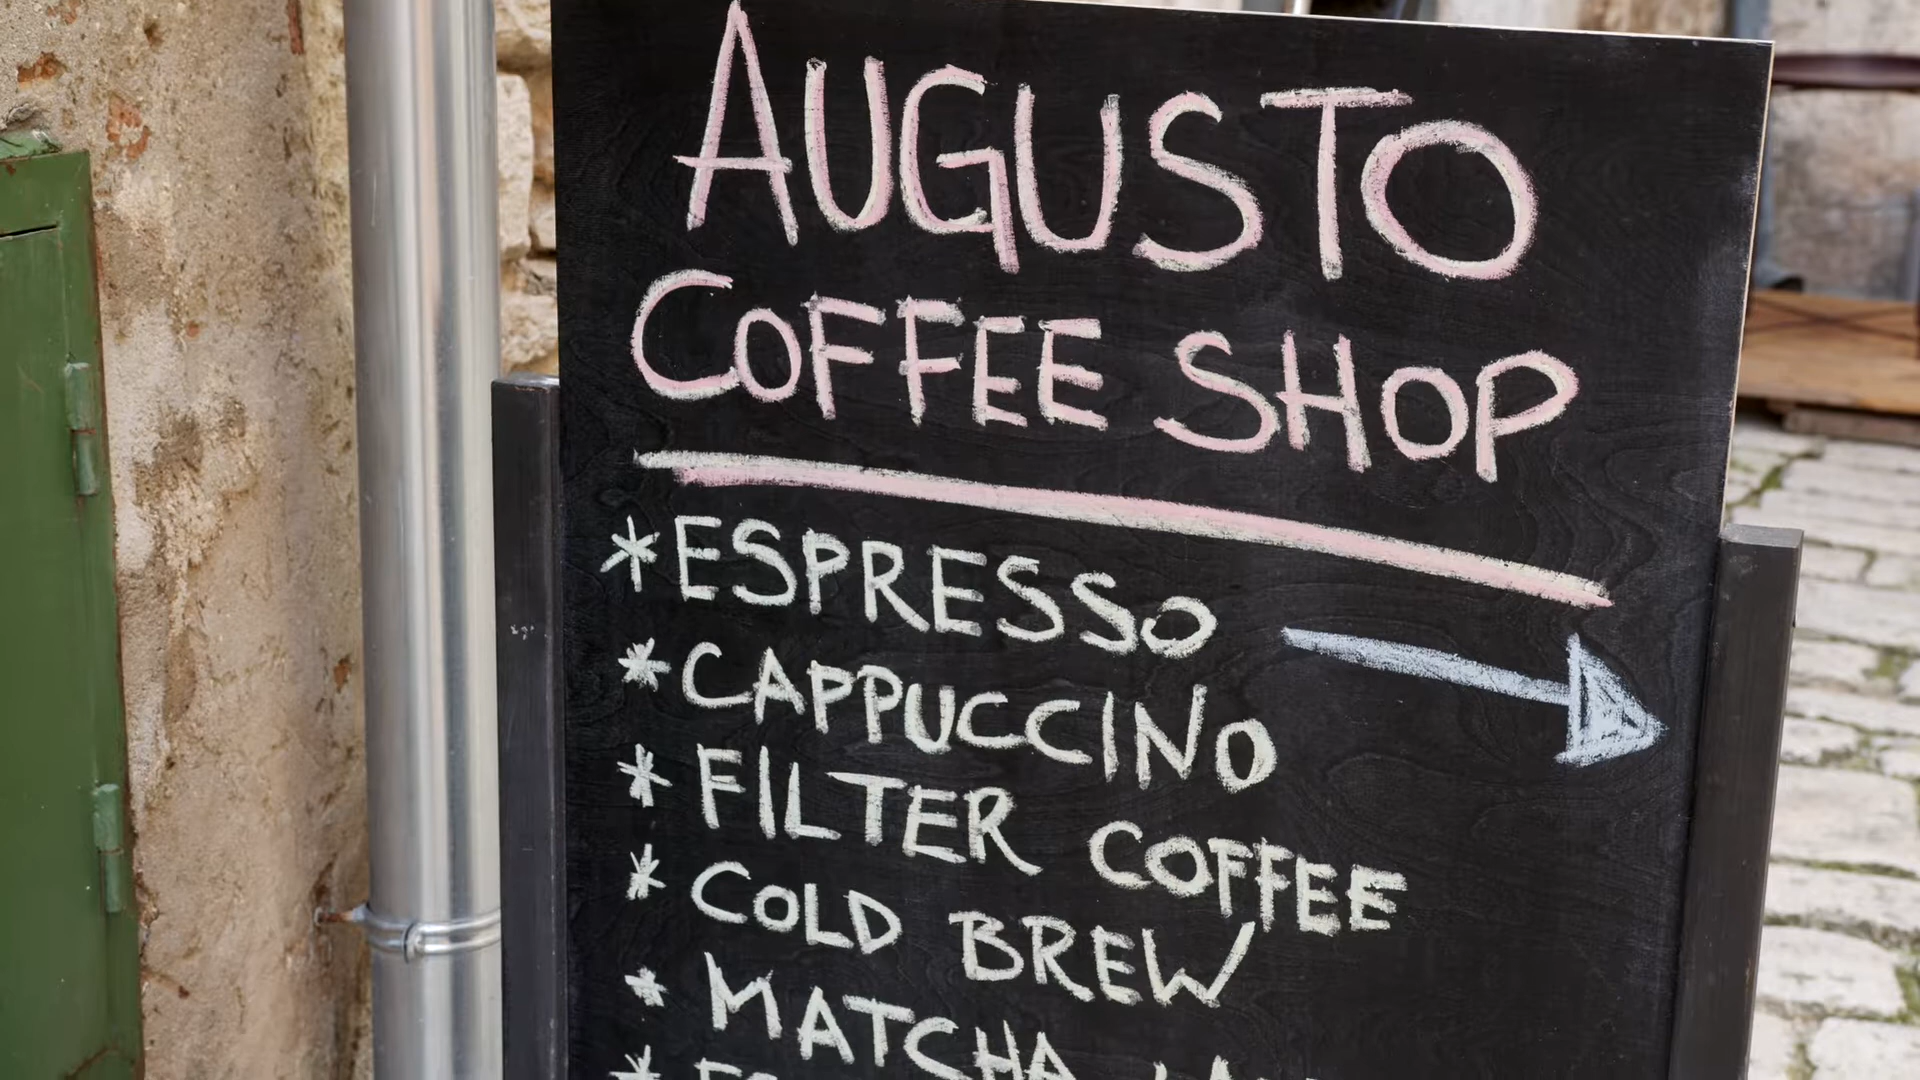 AUGUSTO
COFFEE SHOP
* ESPRESSO
* CAPPUCCINO
* FILTER COFFEE
* COLD BREW
* MATCHA
*